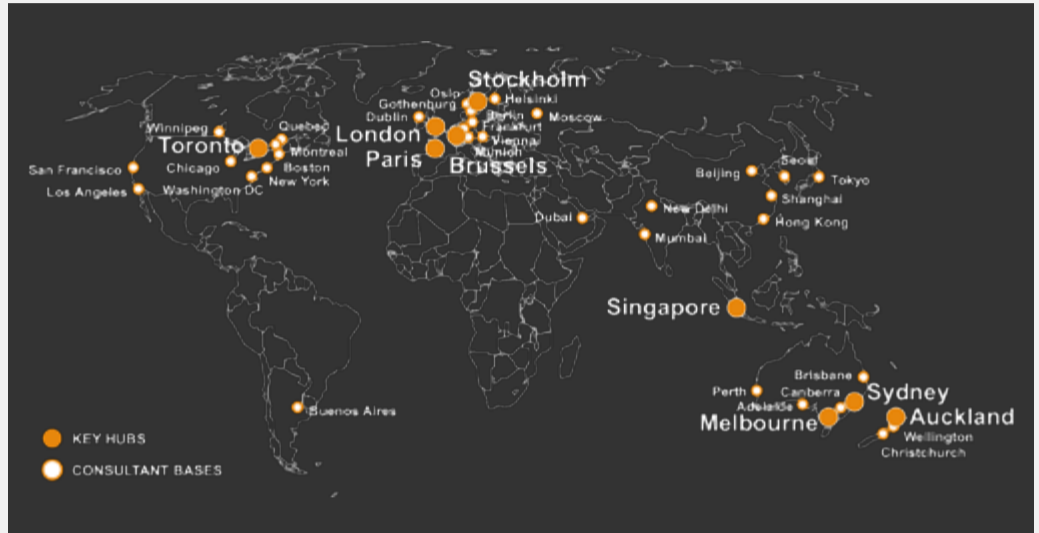 Stockholm
Oslo
Helsinki
Gothenburg
Dublin
Berlin
Moscow
London
Frankfurt
Vienna
Munich
Paris
Brussels
Winnipeg
Quebec
Toronto
Montreal
Chicago
Boston
San Francisco
New York
Washington DC
Los Angeles
Seoul
Beijing
Tokyo
Shanghai
New Delhi
Hong Kong
Dubai
Mumbai
Singapore
Brisbane
Perth
Canberra
Sydney
Adelaide
Melbourne
Auckland
Wellington
Christchurch
Buenos Aires
KEY HUBS
CONSULTANT BASES